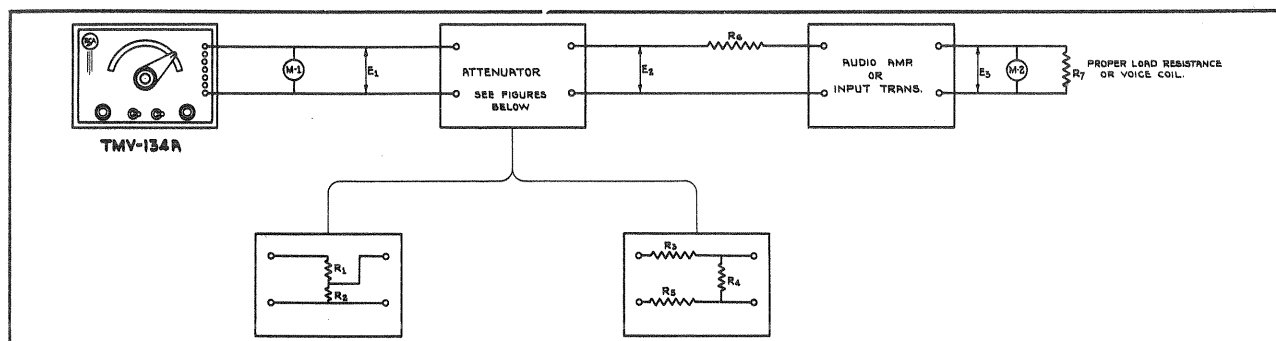 RCA
TMV-134A
M-1
E1
ATTENUATOR
SEE FIGURES
BELOW
E2
R6
AUDIO AMP
OR
INPUT TRANS.
E3
M-2
R7
PROPER LOAD RESISTANCE
OR VOICE COIL.
R1
R2
R3
R4
R5